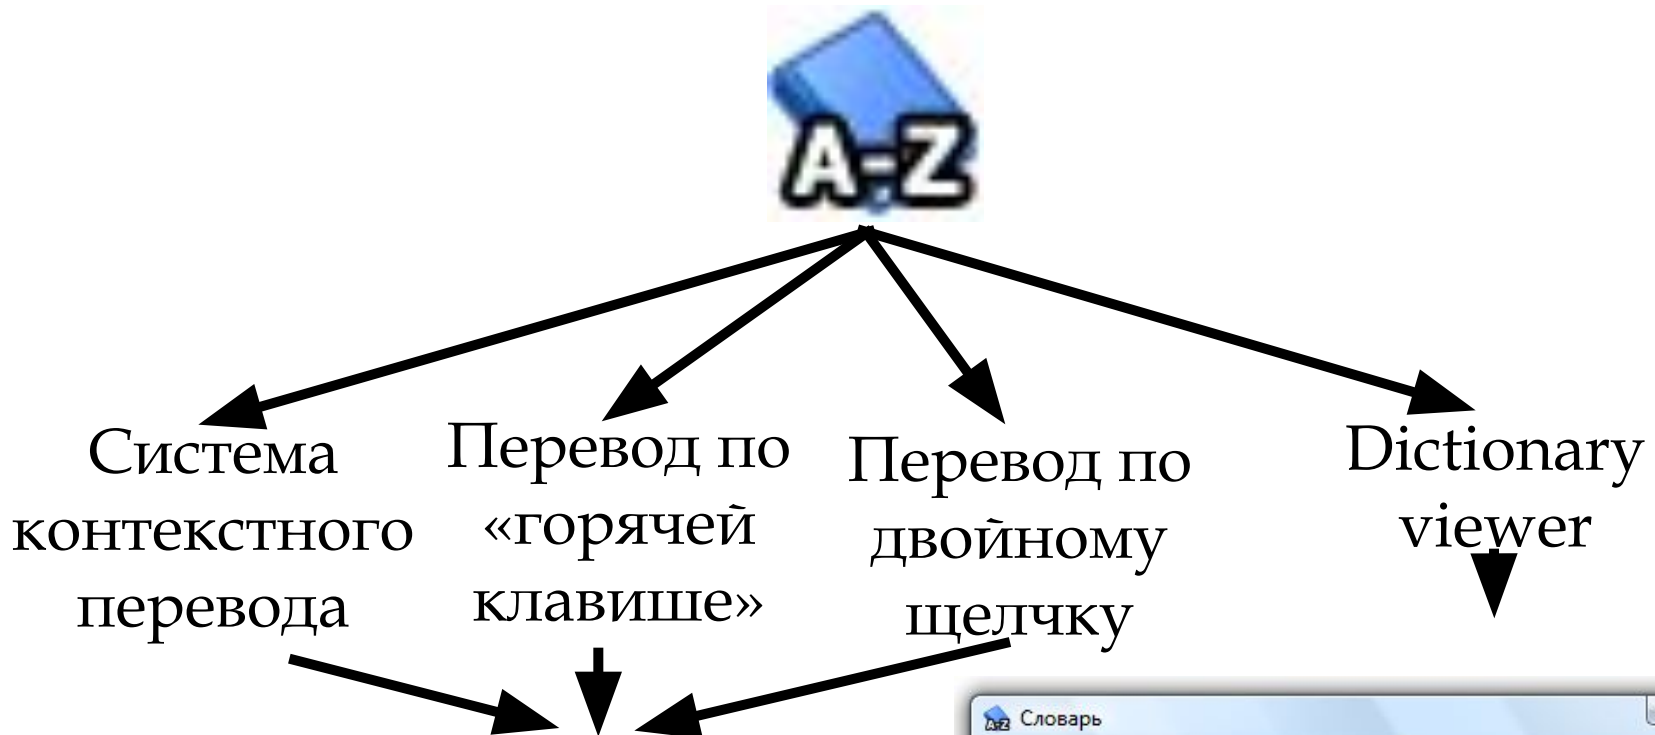 A-Z
Система
контекстного
перевода
Перевод по
«горячей
клавише»
Перевод по
двойному
щелчку
Dictionary
viewer
A-Z Словарь